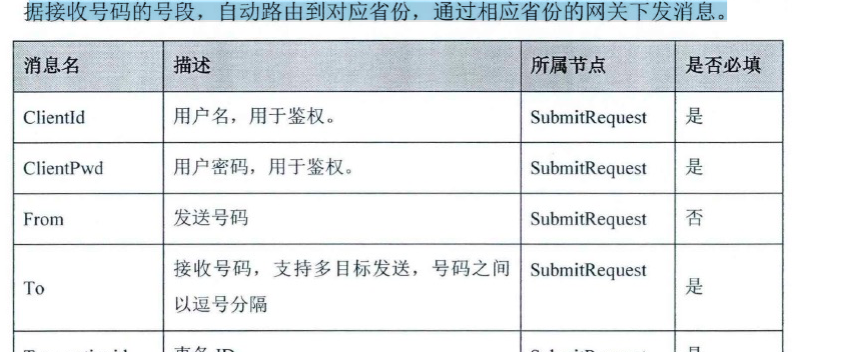 据接收号码的号段，自动路由到对应省份，通过相应省份的网关下发消息。
消息名 描述 所属节点 是否必填
ClientId 用户名，用于鉴权。 SubmitRequest 是
ClientPwd 用户密码，用于鉴权。 SubmitRequest 是
From 发送号码 SubmitRequest 否
To 接收号码，支持多目标发送，号码之间 SubmitRequest 是
以逗号分隔